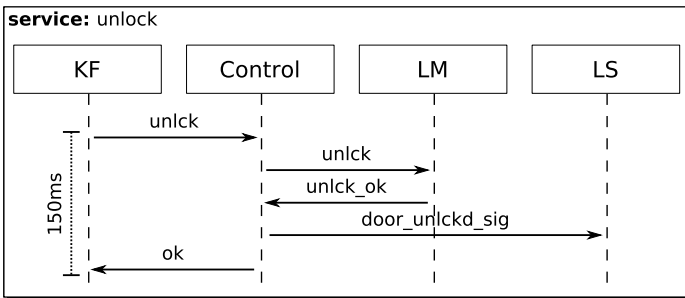 service: unlock
KF
Control
LM
LS
unlck
unlck
unlck_ok
door_unlckd_sig
ok
150ms